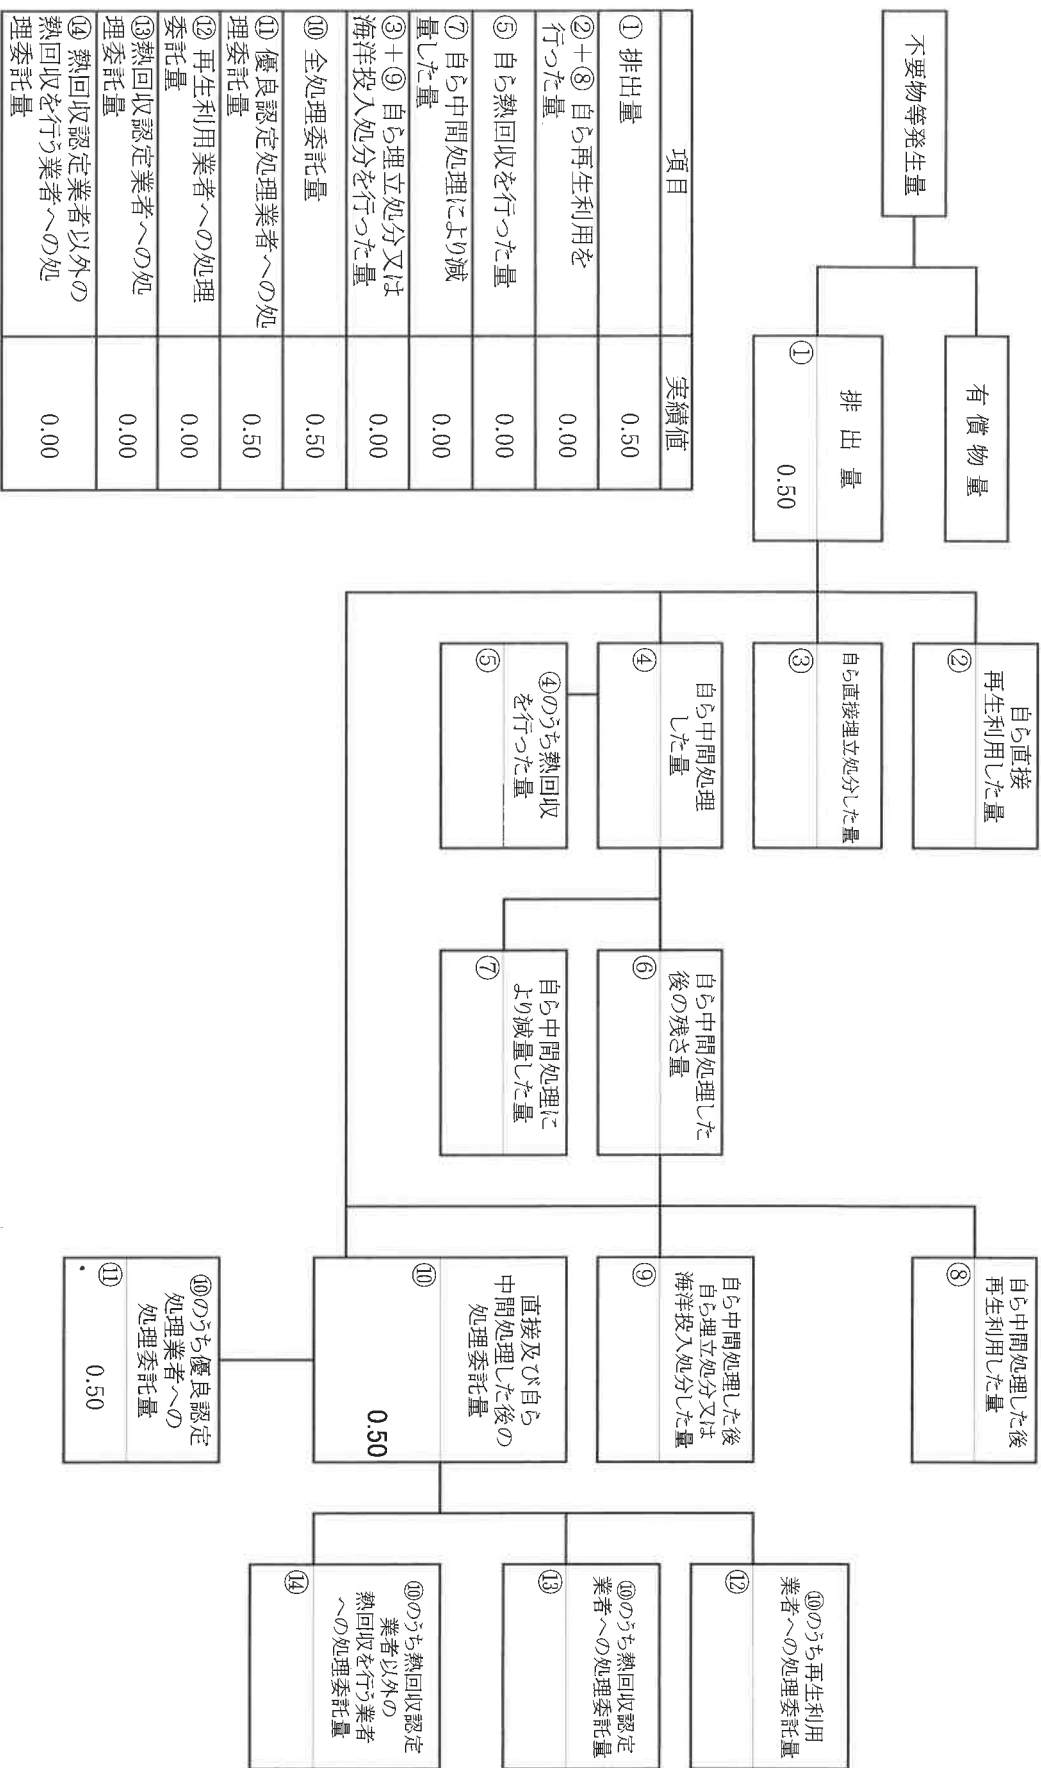 不要物等発生量
有 償 物 量
排 出 量
① 0.50
自ら直接
再生利用した量
②
自ら直接埋立処分した量
③
自ら中間処理
した量
④
④のうち熱回収
を行った量
⑤
自ら中間処理した
後の残さ量
⑥
自ら中間処理に
より減量した量
⑦
自ら中間処理した後
再生利用した量
⑧
自ら中間処理した後
自ら埋立処分又は
海洋投入処分した量
⑨
直接及び自ら
中間処理した後の
処理委託量
⑩ 0.50
⑩のうち優良認定
処理業者への
処理委託量
⑪ 0.50
⑩のうち再生利用
業者への処理委託量
⑫
⑩のうち熱回収認定
業者への処理委託量
⑬
⑩のうち熱回収認定
業者以外の
熱回収を行う業者
への処理委託量
⑭
項目 実績値
① 排出量 0.50
②＋⑧ 自ら再生利用を
行った量 0.00
⑤ 自ら熱回収を行った量 0.00
⑦ 自ら中間処理により減
量した量 0.00
③＋⑨ 自ら埋立処分又は
海洋投入処分を行った量 0.00
⑩ 全処理委託量 0.50
⑪ 優良認定処理業者への処
理委託量 0.50
⑫ 再生利用業者への処理
委託量 0.00
⑬熱回収認定業者への処
理委託量 0.00
⑭ 熱回収認定業者以外の
熱回収を行う業者への処
理委託量 0.00